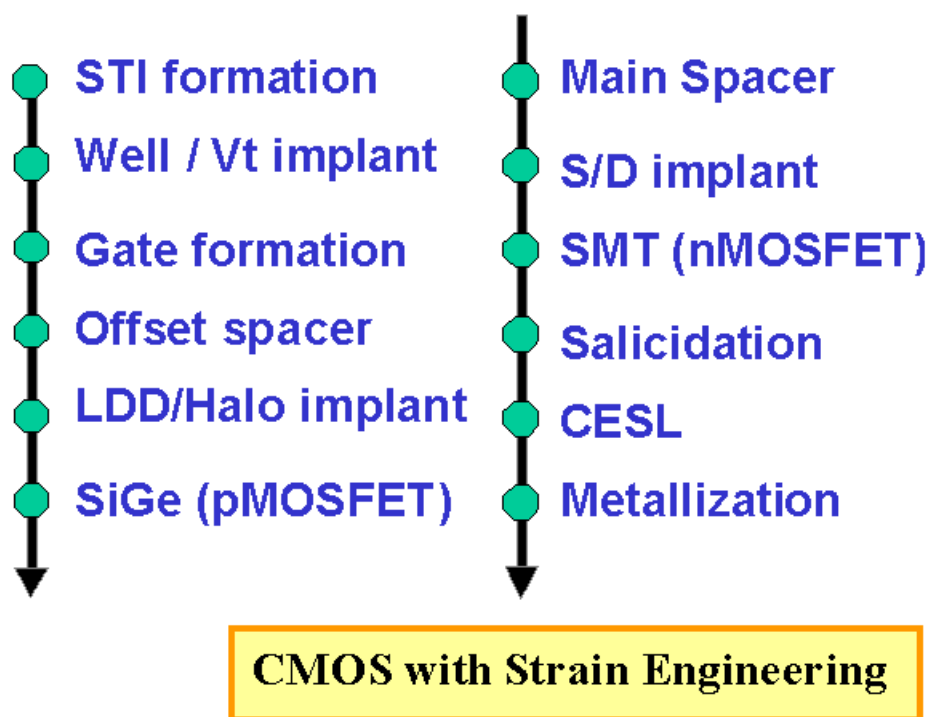 STI formation
Well / Vt implant
Gate formation
Offset spacer
LDD/Halo implant
SiGe (pMOSFET)
Main Spacer
S/D implant
SMT (nMOSFET)
Salicidation
CESL
Metallization
CMOS with Strain Engineering